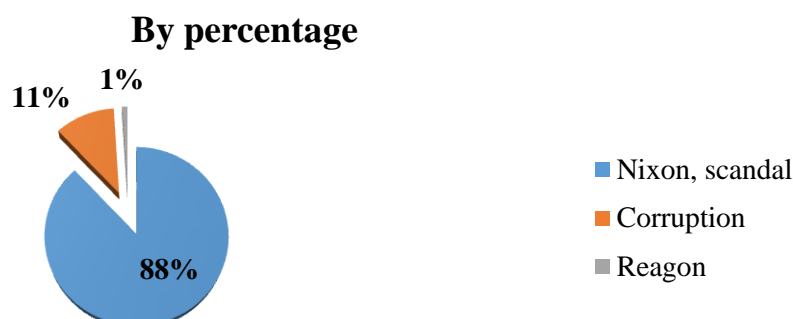 By percentage
1%
11%
88%
Nixon, scandal
Corruption
Reagon